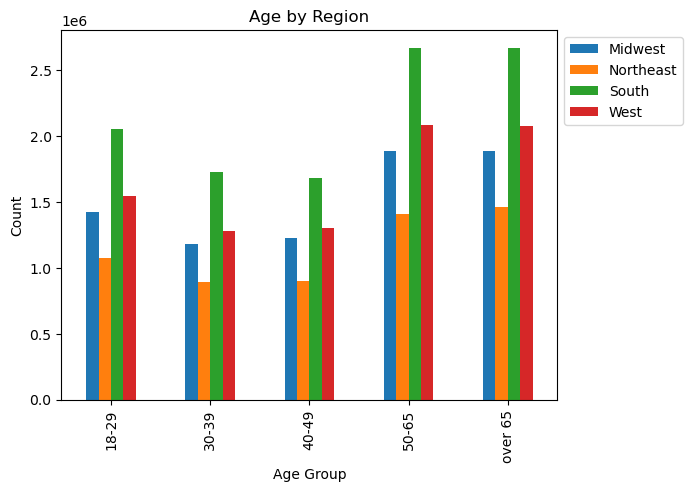 Age by Region
1e6
2.5
2.0
1.5
1.0
0.5
0.0
Count
18-29
30-39
40-49
50-65
over 65
Age Group
Midwest
Northeast
South
West